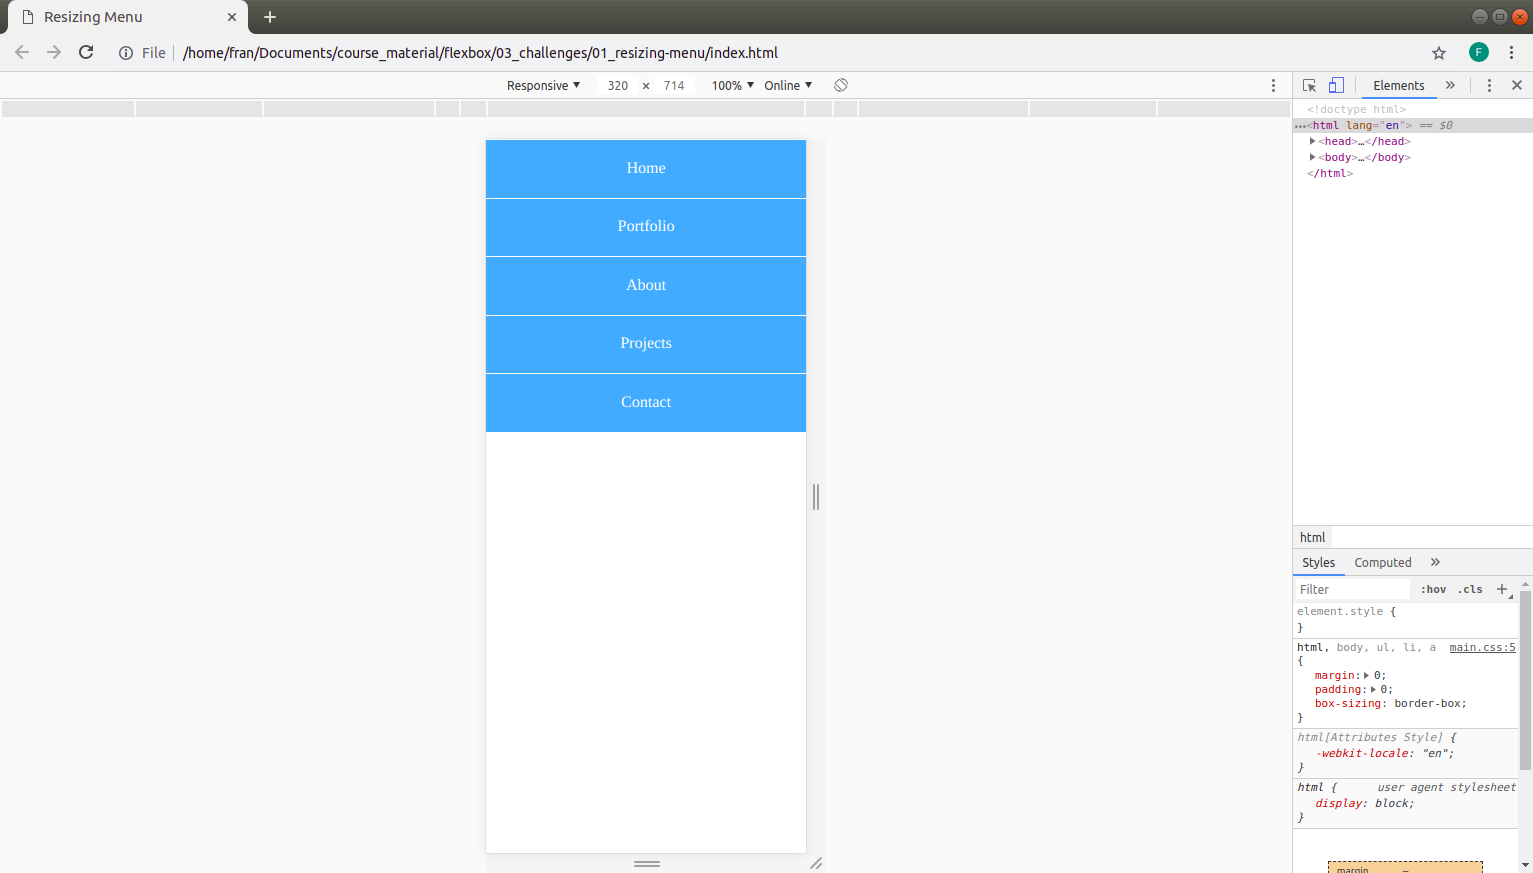 Resizing Menu
File /home/fran/Documents/course_material/flexbox/03_challenges/01_resizing-menu/index.html F
Responsive 320 × 714 100% Online
Elements
<!doctype html>
…<html lang="en"> == $0
<head>…</head>
<body>…</body>
</html>
Home
Portfolio
About
Projects
Contact
html
Styles Computed
Filter :hov .cls
element.style {
}
html, body, ul, li, a main.css:5
{
margin: 0;
padding: 0;
box-sizing: border-box;
}
html[Attributes Style] {
-webkit-locale: "en";
}
html { user agent stylesheet
display: block;
}
margin –